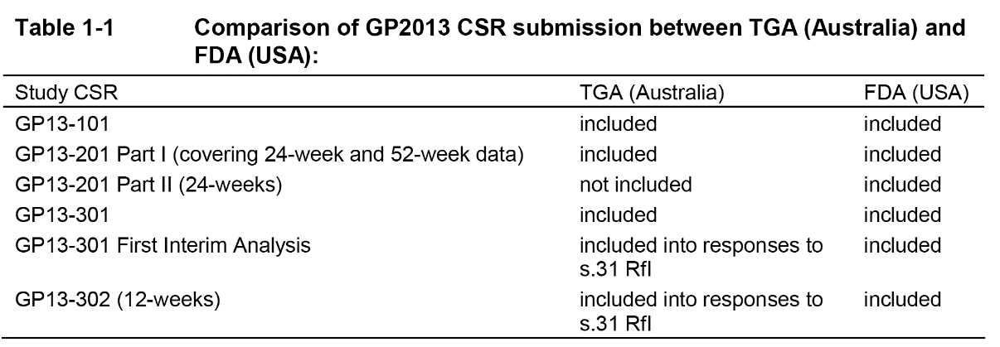 Table 1-1 Comparison of GP2013 CSR submission between TGA (Australia) and
FDA (USA):
Study CSR TGA (Australia) FDA (USA)
GP13-101 included included
GP13-201 Part I (covering 24-week and 52-week data) included included
GP13-201 Part II (24-weeks) not included included
GP13-301 included included
GP13-301 First Interim Analysis included into responses to included
s.31 RfI
GP13-302 (12-weeks) included into responses to included
s.31 RfI